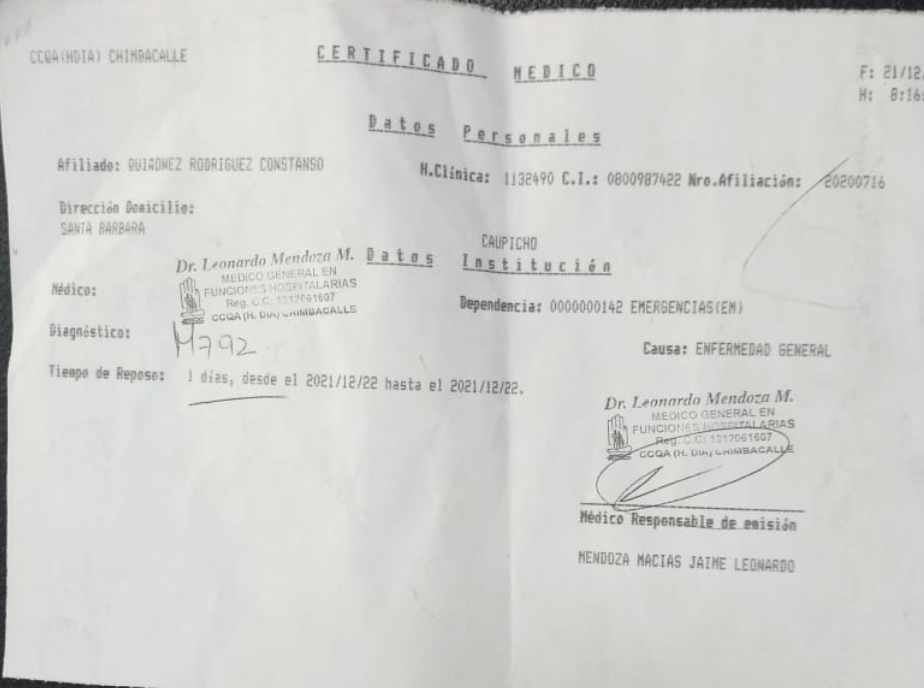 CCQA(HDIA) CHIMBACALLE
CERTIFICADO MEDICO
F: 21/12/
H: 8:16:
Datos Personales
Afiliado: QUIÑONEZ RODRIGUEZ CONSTANSO
H.Clínica: 1132490 C.I.: 0800987422 Nro.Afiliación: 20200716
Dirección Domicilio:
SANTA BARBARA
CAUPICHO
Datos Institución
Médico:
Dr. Leonardo Mendoza M.
MEDICO GENERAL EN
FUNCIONES HOSPITALARIAS
Reg. C.C: 1312061607
CCQA (H. DIA) CHIMBACALLE
Dependencia: 0000000142 EMERGENCIAS(EM)
Diagnóstico: M792
Causa: ENFERMEDAD GENERAL
Tiempo de Reposo: 1 días, desde el 2021/12/22 hasta el 2021/12/22.
Dr. Leonardo Mendoza M.
MEDICO GENERAL EN
FUNCIONES HOSPITALARIAS
Reg. C.C: 1312061607
CCQA (H. DIA) CHIMBACALLE
Médico Responsable de emisión
MENDOZA MACIAS JAIME LEONARDO